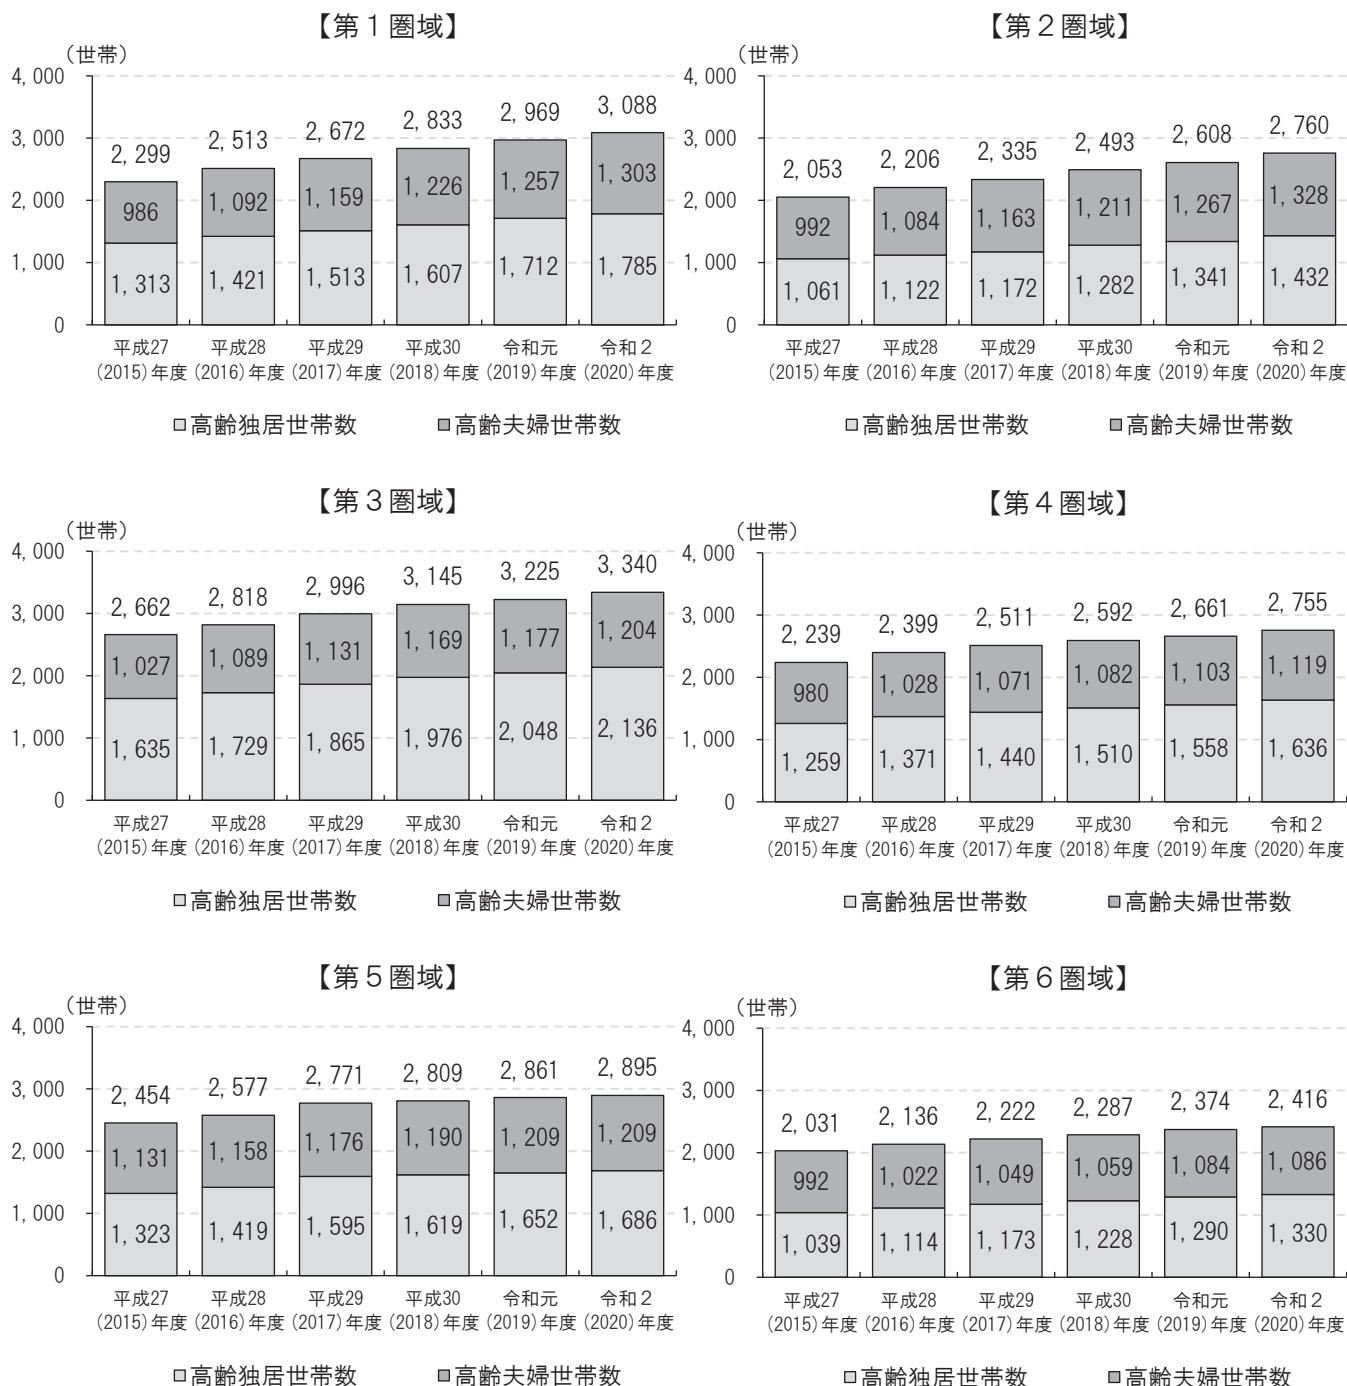 【第１圏域】
（世帯）
4,000
3,000
2,000
1,000
0
2,299 2,513 2,672 2,833 2,969 3,088
986 1,092 1,159 1,226 1,257 1,303
1,313 1,421 1,513 1,607 1,712 1,785
平成27 平成28 平成29 平成30 令和元 令和２
（2015）年度 （2016）年度 （2017）年度 （2018）年度 （2019）年度 （2020）年度
高齢独居世帯数 高齢夫婦世帯数
【第２圏域】
（世帯）
4,000
3,000
2,000
1,000
0
2,053 2,206 2,335 2,493 2,608 2,760
992 1,084 1,163 1,211 1,267 1,328
1,061 1,122 1,172 1,282 1,341 1,432
平成27 平成28 平成29 平成30 令和元 令和２
（2015）年度 （2016）年度 （2017）年度 （2018）年度 （2019）年度 （2020）年度
高齢独居世帯数 高齢夫婦世帯数
【第３圏域】
（世帯）
4,000
3,000
2,000
1,000
0
2,662 2,818 2,996 3,145 3,225 3,340
1,027 1,089 1,131 1,169 1,177 1,204
1,635 1,729 1,865 1,976 2,048 2,136
平成27 平成28 平成29 平成30 令和元 令和２
（2015）年度 （2016）年度 （2017）年度 （2018）年度 （2019）年度 （2020）年度
高齢独居世帯数 高齢夫婦世帯数
【第４圏域】
（世帯）
4,000
3,000
2,000
1,000
0
2,239 2,399 2,511 2,592 2,661 2,755
980 1,028 1,071 1,082 1,103 1,119
1,259 1,371 1,440 1,510 1,558 1,636
平成27 平成28 平成29 平成30 令和元 令和２
（2015）年度 （2016）年度 （2017）年度 （2018）年度 （2019）年度 （2020）年度
高齢独居世帯数 高齢夫婦世帯数
【第５圏域】
（世帯）
4,000
3,000
2,000
1,000
0
2,454 2,577 2,771 2,809 2,861 2,895
1,131 1,158 1,176 1,190 1,209 1,209
1,323 1,419 1,595 1,619 1,652 1,686
平成27 平成28 平成29 平成30 令和元 令和２
（2015）年度 （2016）年度 （2017）年度 （2018）年度 （2019）年度 （2020）年度
高齢独居世帯数 高齢夫婦世帯数
【第６圏域】
（世帯）
4,000
3,000
2,000
1,000
0
2,031 2,136 2,222 2,287 2,374 2,416
992 1,022 1,049 1,059 1,084 1,086
1,039 1,114 1,173 1,228 1,290 1,330
平成27 平成28 平成29 平成30 令和元 令和２
（2015）年度 （2016）年度 （2017）年度 （2018）年度 （2019）年度 （2020）年度
高齢独居世帯数 高齢夫婦世帯数